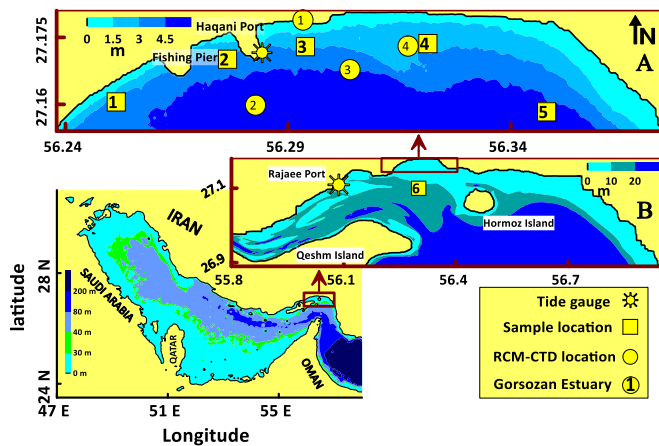 Haqani Port
1
N
0 1.5 3 4.5
m
27.175
Fishing Pier
2
3
4
4
A
3
27.16
1
2
5
56.24 56.29 56.34
Rajaee Port
27.1
6
0 10 20
m
B
Hormoz Island
Qeshm Island
26.9
55.8 56.1 56.4 56.7
IRAN
SAUDI ARABIA
QATAR
OMAN
200 m
80 m
40 m
30 m
0 m
28 N
24 N
latitude
47 E 51 E 55 E
Longitude
Tide gauge
Sample location
RCM-CTD location
Gorsozan Estuary 1